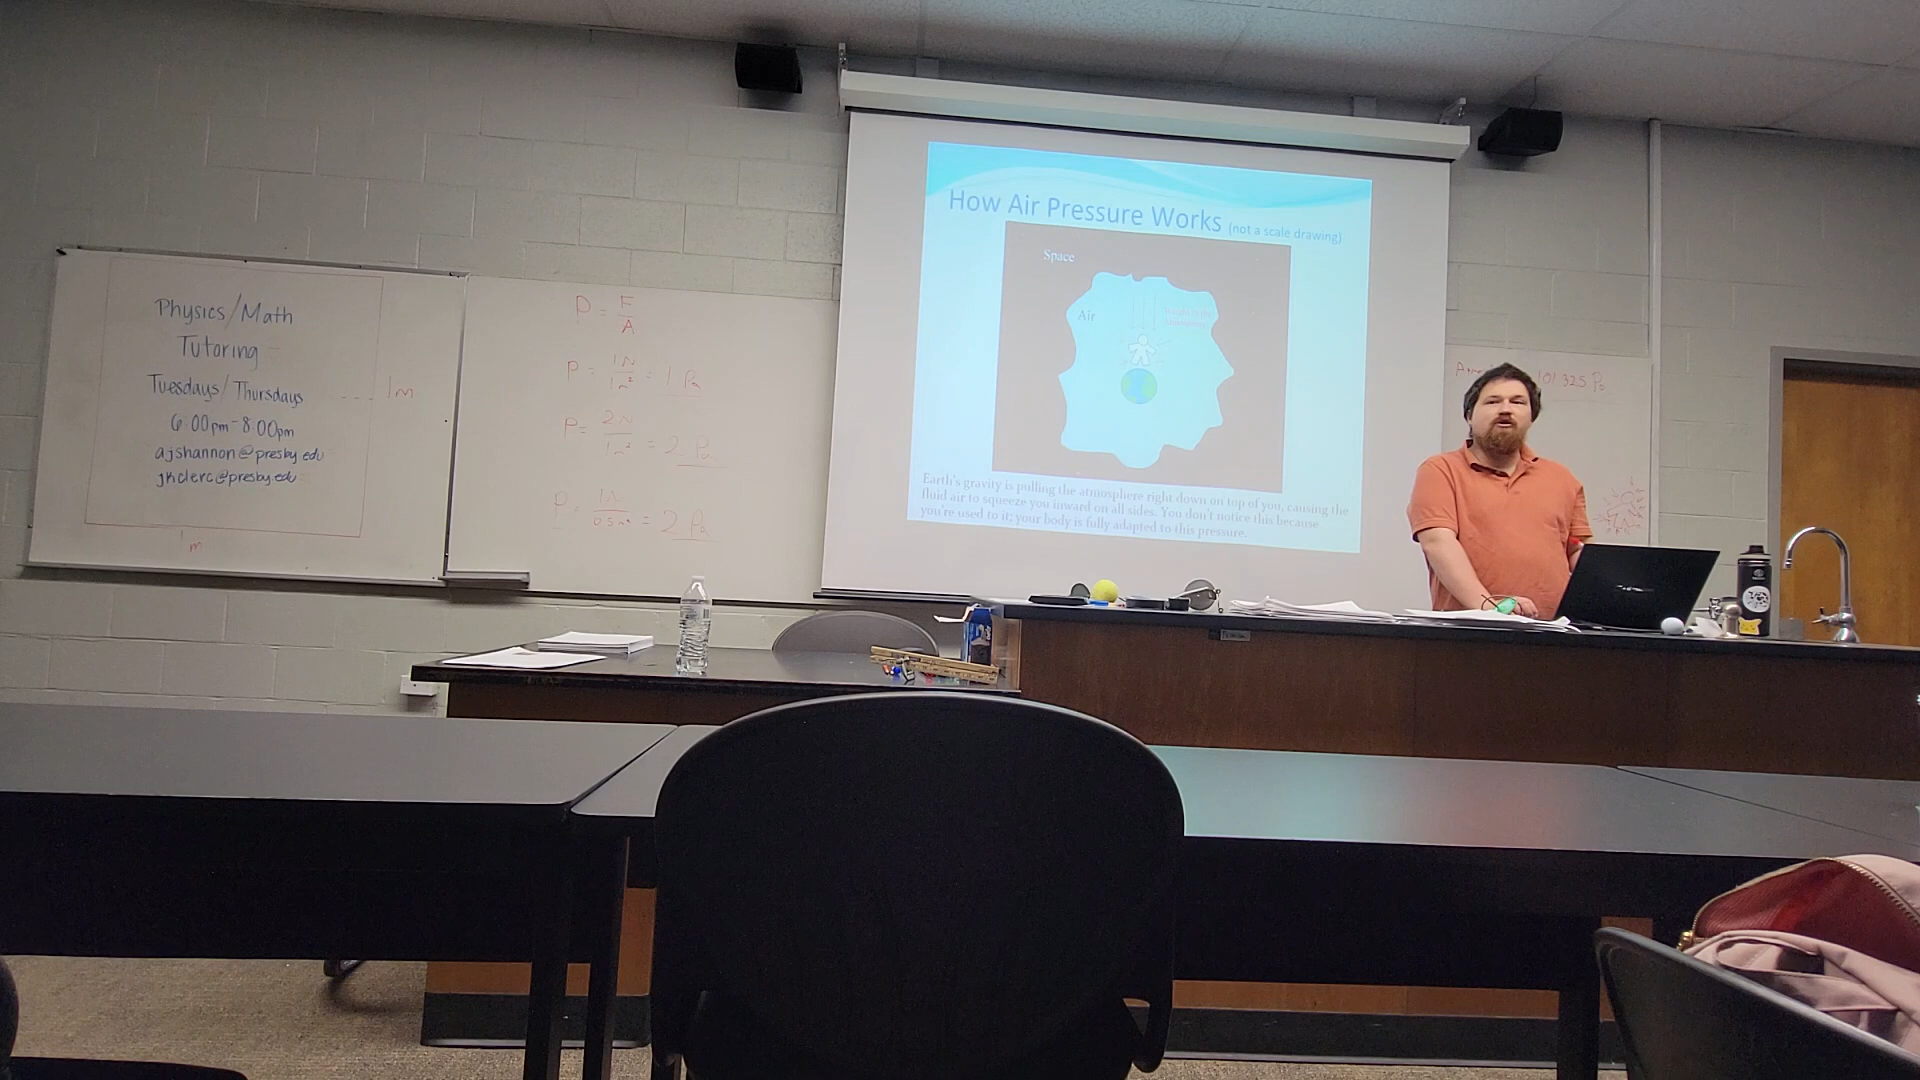 Physics/Math
Tutoring
Tuesdays/Thursdays
6:00pm-8:00pm
ajshannon@presby.edu
jkclerc@presby.edu
1m
1m
P = F/A
P = 1N/1m² = 1 Pa
P = 2N/1m² = 2 Pa
P = 1N/0.5m² = 2 Pa
How Air Pressure Works (not a scale drawing)
Space
Air
Earth's gravity is pulling the atmosphere right down on top of you, causing the
fluid air to squeeze you inward on all sides. You don't notice this because
you're used to it; your body is fully adapted to this pressure.
101 325 Pa